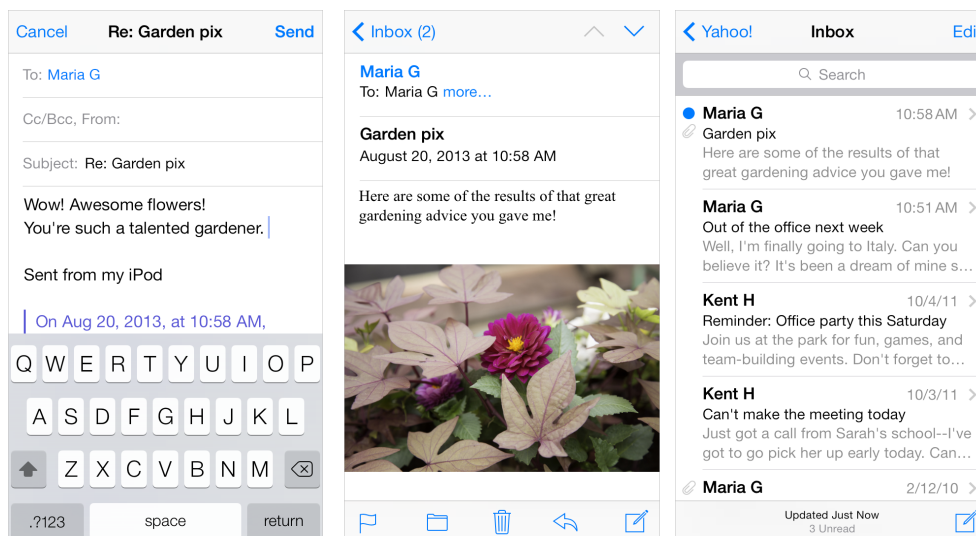 Cancel Re: Garden pix Send
To: Maria G
Cc/Bcc, From:
Subject: Re: Garden pix
Wow! Awesome flowers!
You're such a talented gardener.
Sent from my iPod
On Aug 20, 2013, at 10:58 AM,
Q W E R T Y U I O P
A S D F G H J K L
Z X C V B N M
.?123 space return
Inbox (2)
Maria G
To: Maria G more...
Garden pix
August 20, 2013 at 10:58 AM
Here are some of the results of that great
gardening advice you gave me!
Yahoo! Inbox Edi
Search
Maria G 10:58 AM
Garden pix
Here are some of the results of that
great gardening advice you gave me!
Maria G 10:51 AM
Out of the office next week
Well, I'm finally going to Italy. Can you
believe it? It's been a dream of mine s...
Kent H 10/4/11
Reminder: Office party this Saturday
Join us at the park for fun, games, and
team-building events. Don't forget to...
Kent H 10/3/11
Can't make the meeting today
Just got a call from Sarah's school--I've
got to go pick her up early today. Can...
Maria G 2/12/10
Updated Just Now
3 Unread